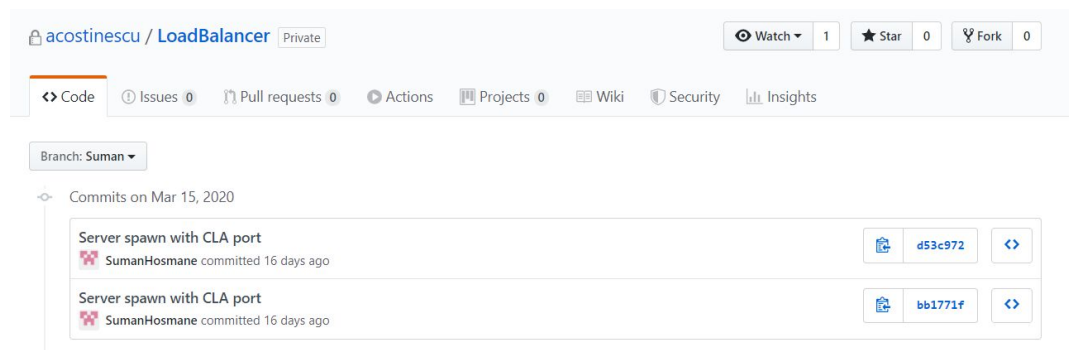 acostinescu / LoadBalancer Private
Watch 1 Star 0 Fork 0
Code Issues 0 Pull requests 0 Actions Projects 0 Wiki Security Insights
Branch: Suman
Commits on Mar 15, 2020
Server spawn with CLA port
d53c972
SumanHosmane committed 16 days ago
Server spawn with CLA port
bb1771f
SumanHosmane committed 16 days ago